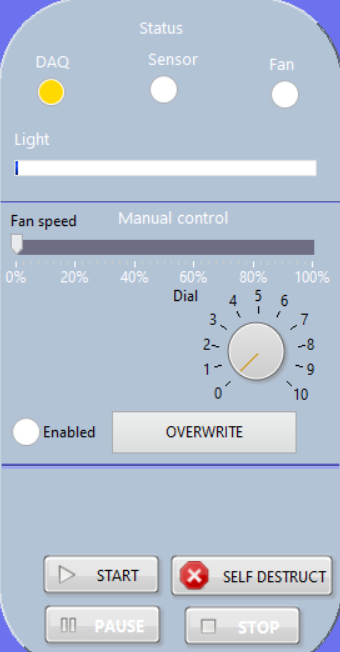 Status
DAQ Sensor Fan
Light
Fan speed Manual control
0% 20% 40% 60% 80% 100%
Dial
0 1 2 3 4 5 6 7 8 9 10
Enabled OVERWRITE
START SELF DESTRUCT
PAUSE STOP